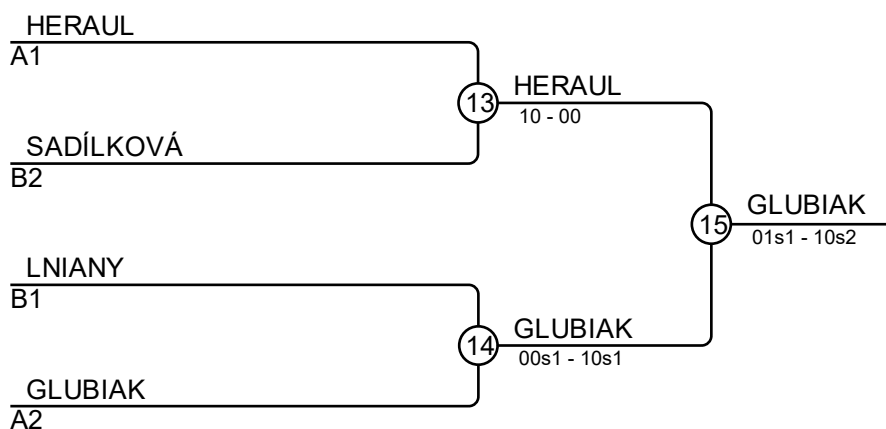 HERAUL
A1
13
HERAUL
10 - 00
SADÍLKOVÁ
B2
15
GLUBIAK
01s1 - 10s2
LNIANY
B1
14
GLUBIAK
00s1 - 10s1
GLUBIAK
A2